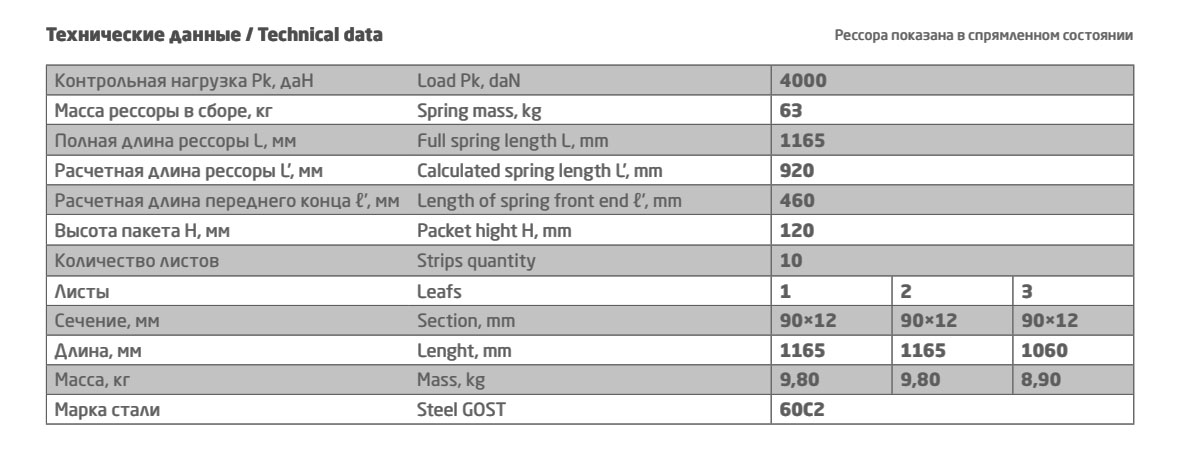 Технические данные / Technical data Рессора показана в спрямленном состоянии
Контрольная нагрузка Pk, даН Load Pk, daN 4000
Масса рессоры в сборе, кг Spring mass, kg 63
Полная длина рессоры L, мм Full spring length L, mm 1165
Расчетная длина рессоры L’, мм Calculated spring length L’, mm 920
Расчетная длина переднего конца ℓ’, мм Length of spring front end ℓ’, mm 460
Высота пакета H, мм Packet hight H, mm 120
Количество листов Strips quantity 10
Листы Leafs 1 2 3
Сечение, мм Section, mm 90×12 90×12 90×12
Длина, мм Lenght, mm 1165 1165 1060
Масса, кг Mass, kg 9,80 9,80 8,90
Марка стали Steel GOST 60С2